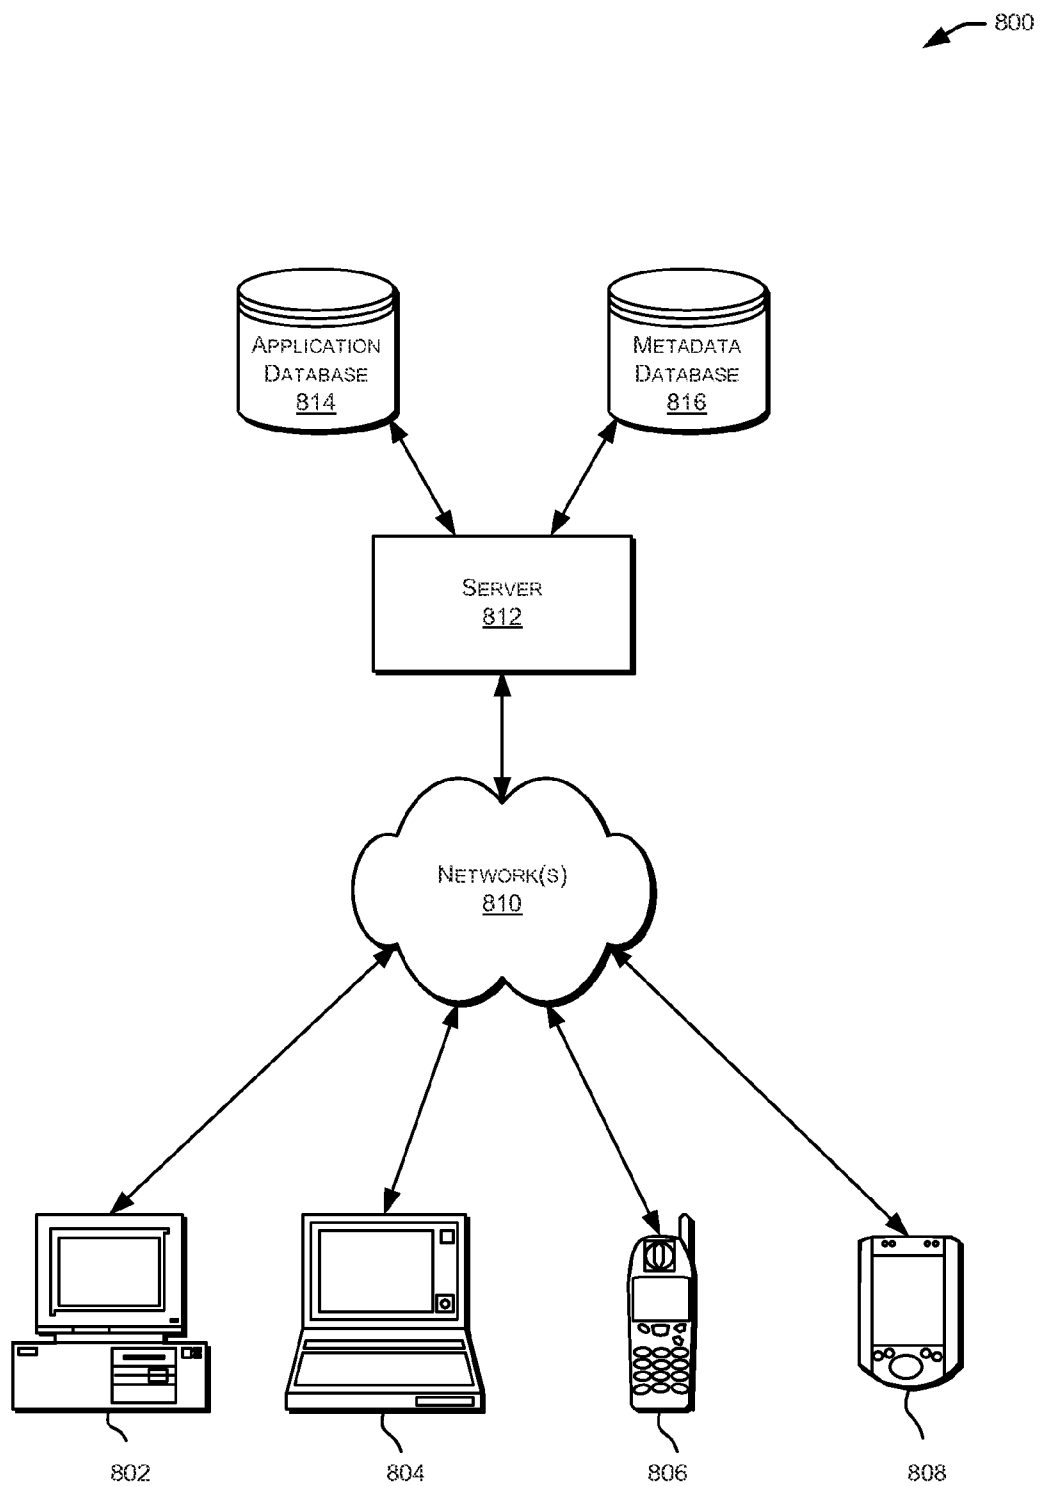 800
APPLICATION
DATABASE
814
METADATA
DATABASE
816
SERVER
812
NETWORK(S)
810
802
804
806
808